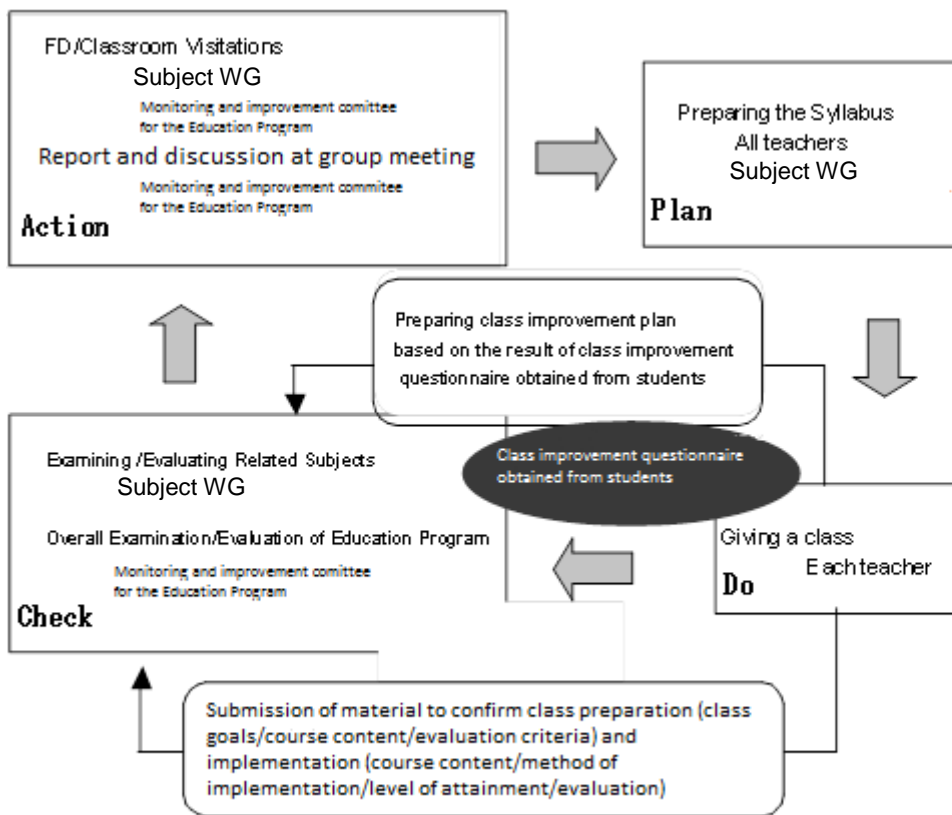 FD/Classroom Visitations
Subject WG
Monitoring and improvement comittee
for the Education Program
Report and discussion at group meeting
Monitoring and improvement commitee
for the Education Program
Action
Preparing the Syllabus
All teachers
Subject WG
Plan
Preparing class improvement plan
based on the result of class improvement
questionnaire obtained from students
Class improvement questionnaire
obtained from students
Examining /Evaluating Related Subjects
Subject WG
Overall Examination/Evaluation of Education Program
Monitoring and improvement comittee
for the Education Program
Check
Giving a class
Each teacher
Do
Submission of material to confirm class preparation (class
goals/course content/evaluation criteria) and
implementation (course content/method of
implementation/level of attainment/evaluation)